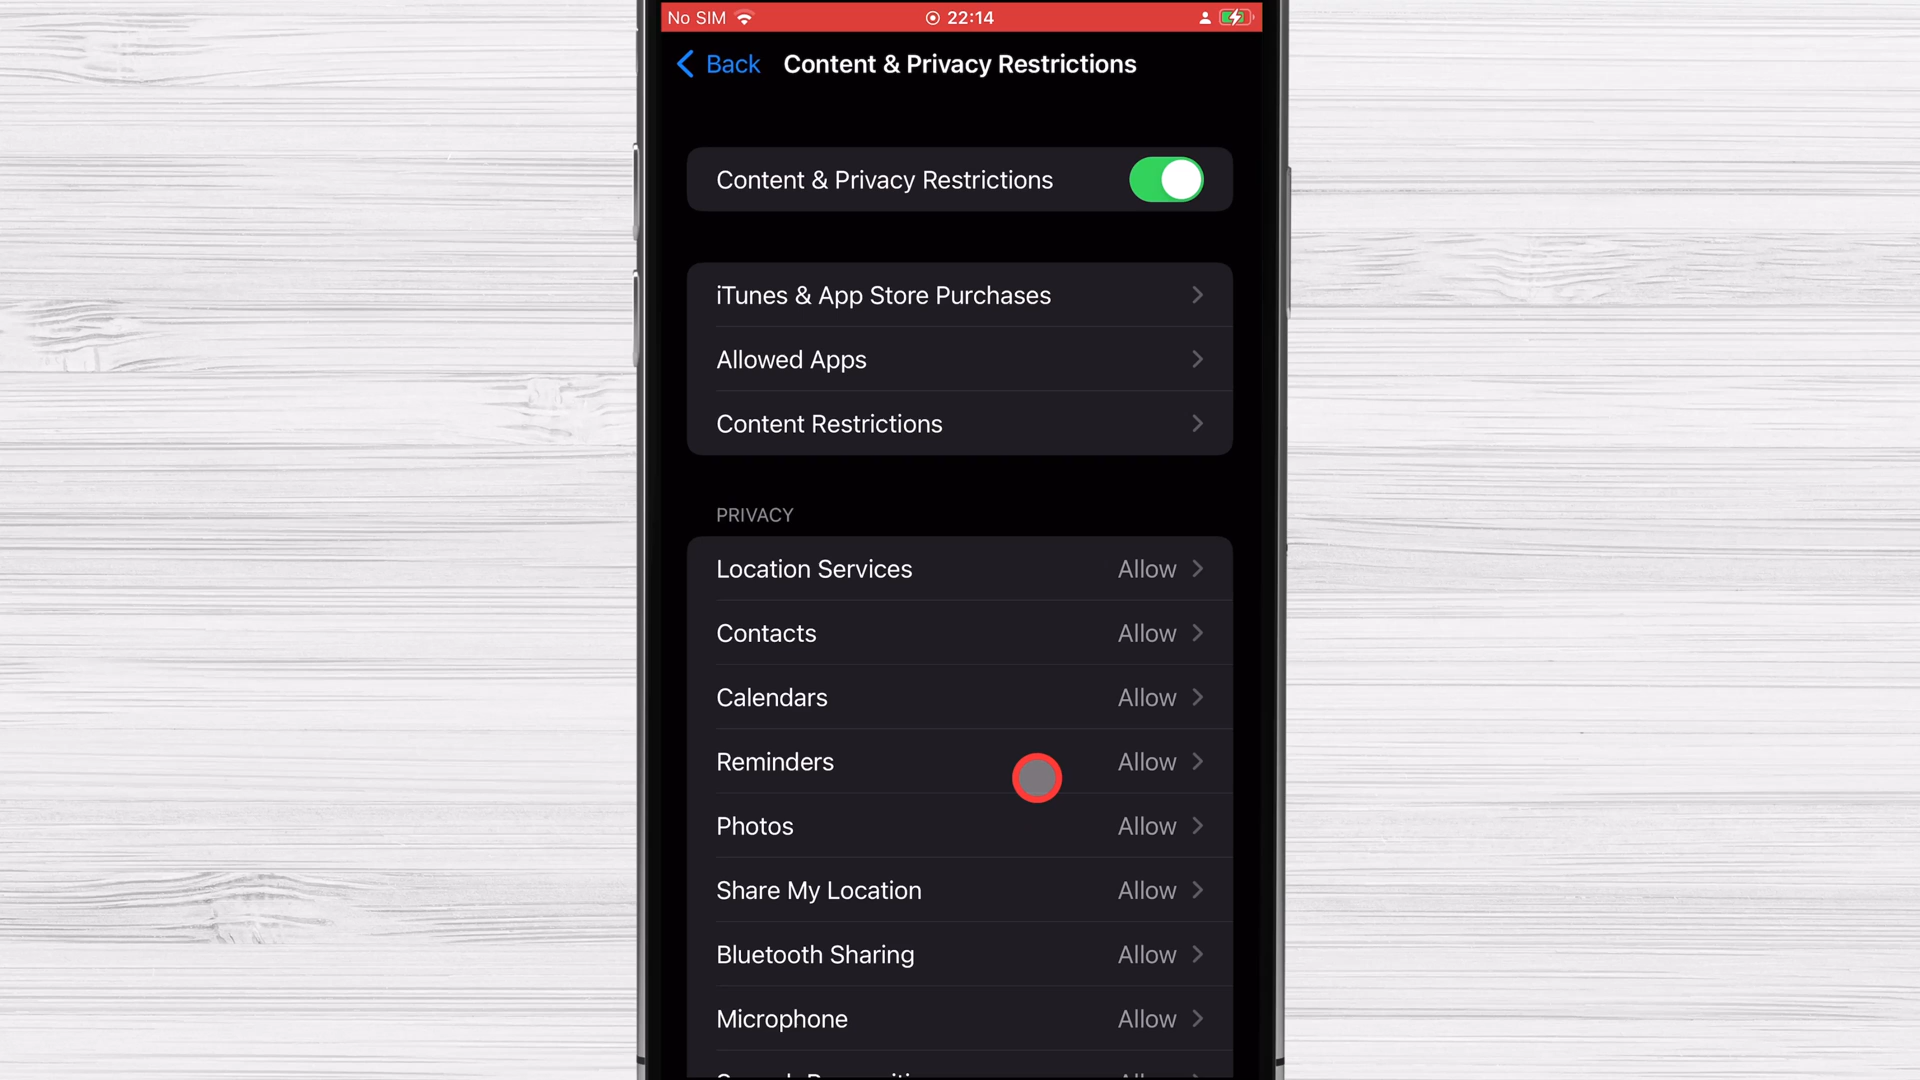 No SIM 22:14
Back Content & Privacy Restrictions
Content & Privacy Restrictions
iTunes & App Store Purchases
Allowed Apps
Content Restrictions
PRIVACY
Location Services Allow
Contacts Allow
Calendars Allow
Reminders Allow
Photos Allow
Share My Location Allow
Bluetooth Sharing Allow
Microphone Allow